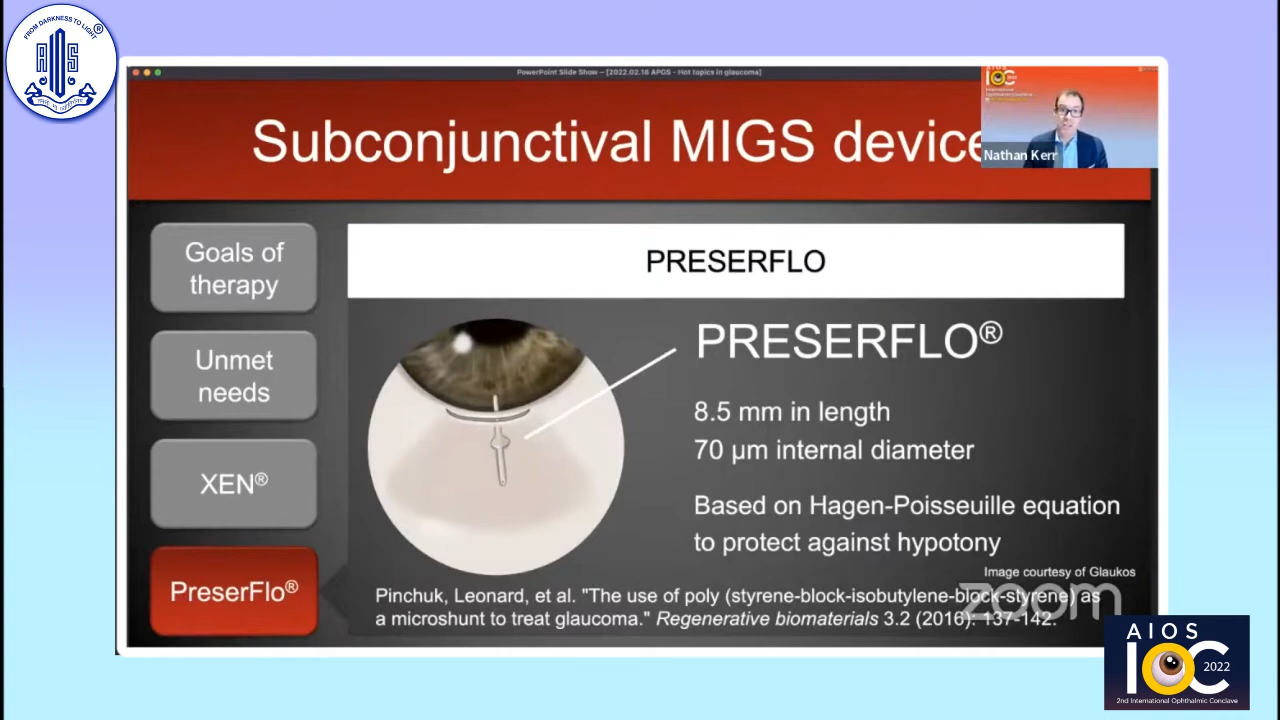 FROM DARKNESS TO LIGHT
AIOS
PowerPoint Slide Show – [2022.02.16 APGS - Hot topics in glaucoma]
Subconjunctival MIGS device
Nathan Kerr
Goals of
therapy
Unmet
needs
XEN®
PreserFlo®
PRESERFLO
PRESERFLO®
8.5 mm in length
70 µm internal diameter
Based on Hagen-Poisseuille equation
to protect against hypotony
Image courtesy of Glaukos
Pinchuk, Leonard, et al. "The use of poly (styrene-block-isobutylene-block-styrene) as
a microshunt to treat glaucoma." Regenerative biomaterials 3.2 (2016): 137-142.
zoom
AIOS
IOC
2022
2nd International Ophthalmic Conclave